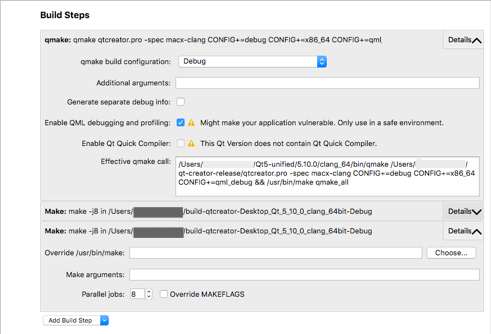 Build Steps
qmake: qmake qtcreator.pro -spec macx-clang CONFIG+=debug CONFIG+=x86_64 CONFIG+=qml_
Details
qmake build configuration: Debug
Additional arguments:
Generate separate debug info:
Enable QML debugging and profiling: Might make your application vulnerable. Only use in a safe environment.
Enable Qt Quick Compiler: This Qt Version does not contain Qt Quick Compiler.
Effective qmake call: /Users/ /Qt5-unified/5.10.0/clang_64/bin/qmake /Users/ /
qt-creator-release/qtcreator.pro -spec macx-clang CONFIG+=debug CONFIG+=x86_64
CONFIG+=qml_debug && /usr/bin/make qmake_all
Make: make -j8 in /Users/ /build-qtcreator-Desktop_Qt_5_10_0_clang_64bit-Debug Details
Make: make -j8 in /Users/ /build-qtcreator-Desktop_Qt_5_10_0_clang_64bit-Debug Details
Override /usr/bin/make: Choose...
Make arguments:
Parallel jobs: 8 Override MAKEFLAGS
Add Build Step